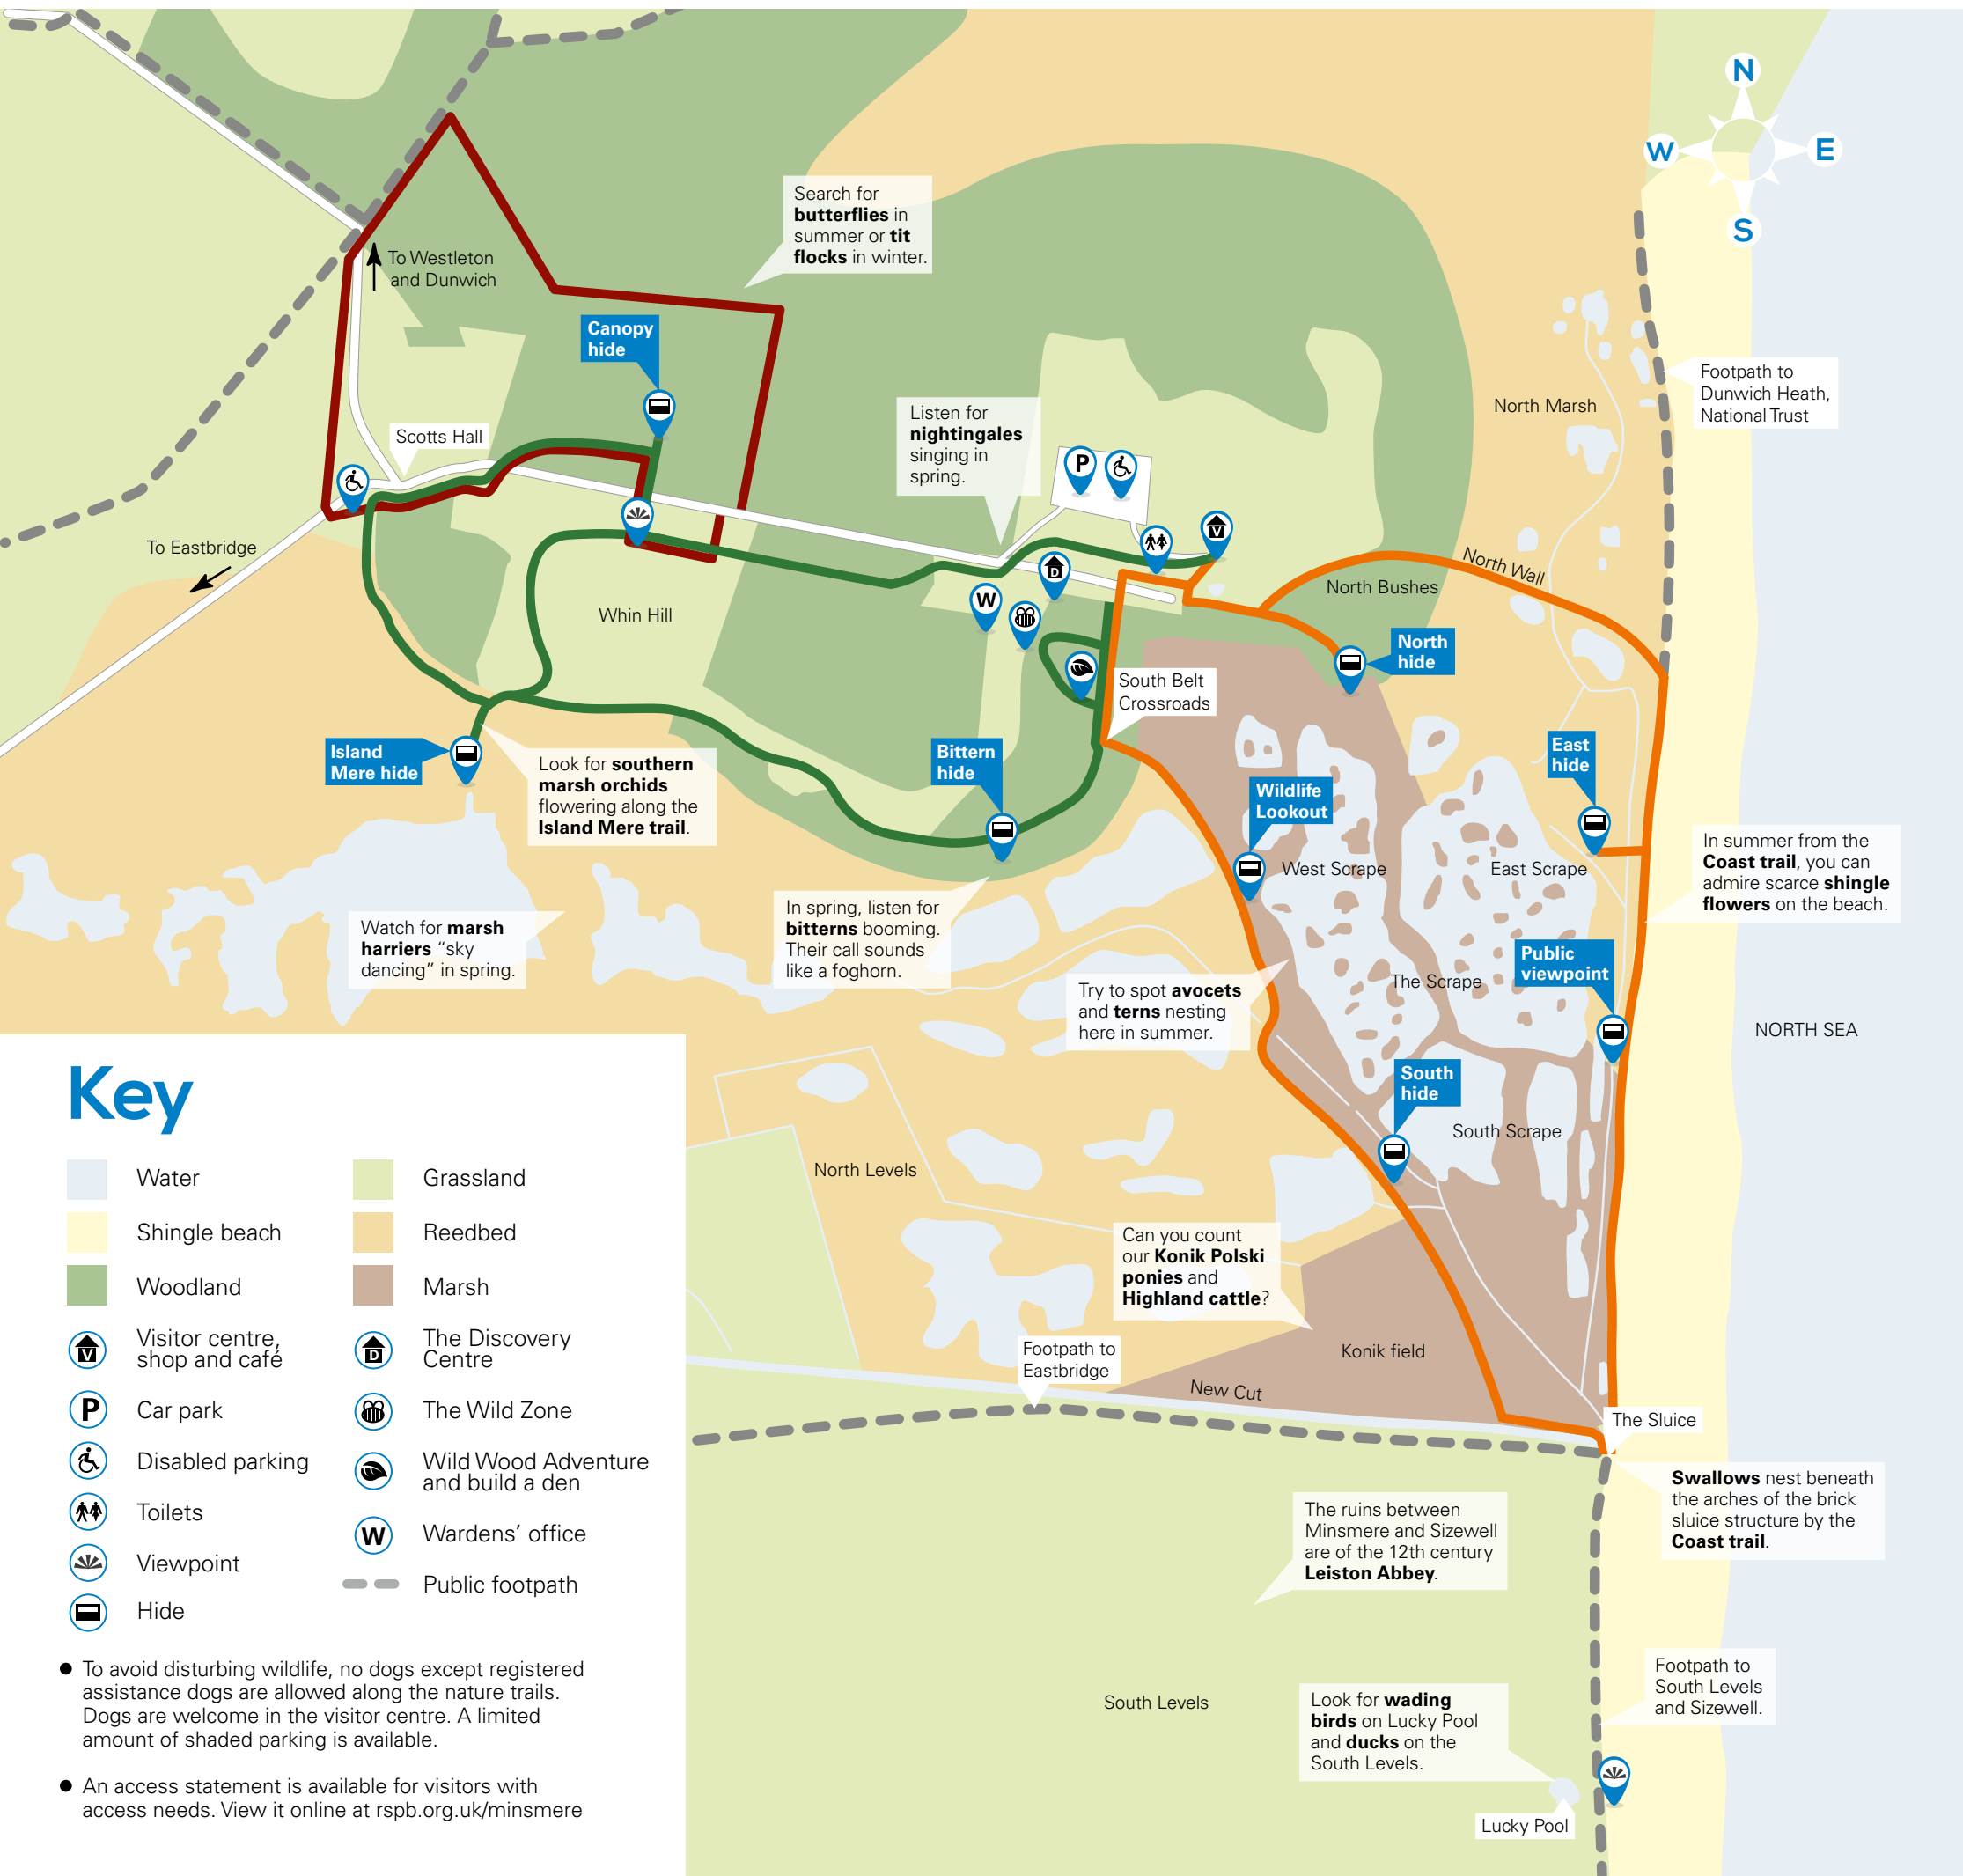 N
W
E
S
Search for
butterflies in
summer or tit
flocks in winter.
To Westleton
and Dunwich
Canopy
hide
Footpath to
Dunwich Heath,
National Trust
North Marsh
Listen for
nightingales
singing in
spring.
Scotts Hall
P
V
To Eastbridge
D
W
North Wall
North Bushes
Whin Hill
North
hide
South Belt
Crossroads
Island
Mere hide
Look for southern
marsh orchids
flowering along the
Island Mere trail.
Bittern
hide
East
hide
Wildlife
Lookout
West Scrape
East Scrape
In summer from the
Coast trail, you can
admire scarce shingle
flowers on the beach.
Watch for marsh
harriers “sky
dancing” in spring.
In spring, listen for
bitterns booming.
Their call sounds
like a foghorn.
Public
viewpoint
Try to spot avocets
and terns nesting
here in summer.
The Scrape
NORTH SEA
South
hide
South Scrape
North Levels
Can you count
our Konik Polski
ponies and
Highland cattle?
Footpath to
Eastbridge
Konik field
New Cut
The Sluice
Swallows nest beneath
the arches of the brick
sluice structure by the
Coast trail.
The ruins between
Minsmere and Sizewell
are of the 12th century
Leiston Abbey.
Footpath to
South Levels
and Sizewell.
South Levels
Look for wading
birds on Lucky Pool
and ducks on the
South Levels.
Lucky Pool
Key
Water
Shingle beach
Woodland
V
Visitor centre,
shop and café
P
Car park
Disabled parking
Toilets
Viewpoint
Hide
Grassland
Reedbed
Marsh
D
The Discovery
Centre
The Wild Zone
Wild Wood Adventure
and build a den
W
Wardens’ office
Public footpath
● To avoid disturbing wildlife, no dogs except registered
assistance dogs are allowed along the nature trails.
Dogs are welcome in the visitor centre. A limited
amount of shaded parking is available.
● An access statement is available for visitors with
access needs. View it online at rspb.org.uk/minsmere